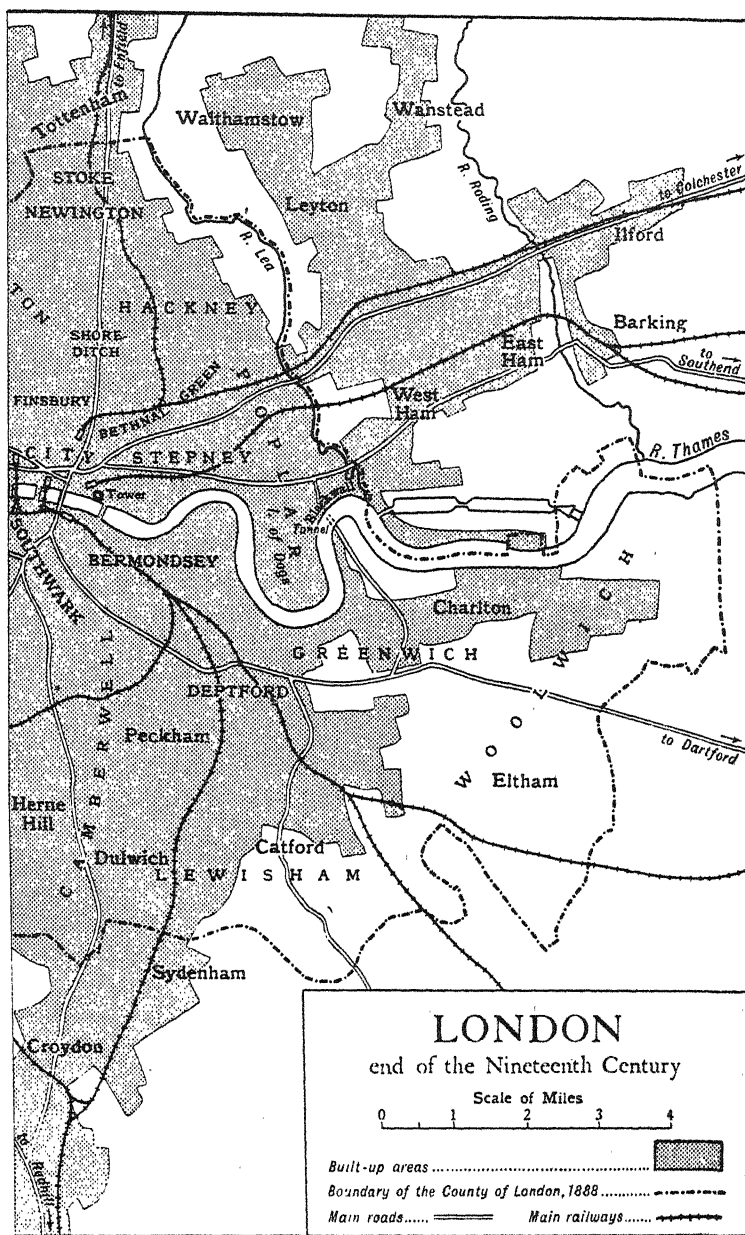 to Enfield
Tottenham
Walthamstow
Wanstead
STOKE
NEWINGTON
R. Roding
to Colchester
Leyton
R. Lea
Ilford
TON
HACKNEY
SHORE-
DITCH
Barking
East
Ham
to
Southend
FINSBURY
BETHNAL GREEN
POPLAR
West
Ham
CITY
STEPNEY
R. Thames
Tower
Blackwall
Tunnel
I. of Dogs
SOUTHWARK
BERMONDSEY
Charlton
WOOLWICH
GREENWICH
DEPTFORD
CAMBERWELL
Peckham
to Dartford
Eltham
Herne
Hill
Dulwich
Catford
LEWISHAM
Sydenham
Croydon
to
Redhill
LONDON
end of the Nineteenth Century
Scale of Miles
0 1 2 3 4
Built-up areas
Boundary of the County of London, 1888
Main roads Main railways